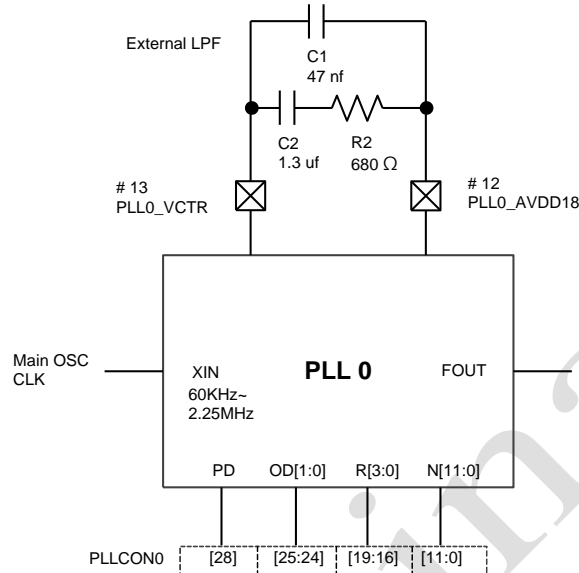 External LPF
C1
47 nf
C2
1.3 uf
R2
680 Ω
# 13
PLL0_VCTR
# 12
PLL0_AVDD18
Main OSC
CLK
XIN
60KHz~
2.25MHz
PLL 0
FOUT
PD OD[1:0] R[3:0] N[11:0]
PLLCON0 [28] [25:24] [19:16] [11:0]